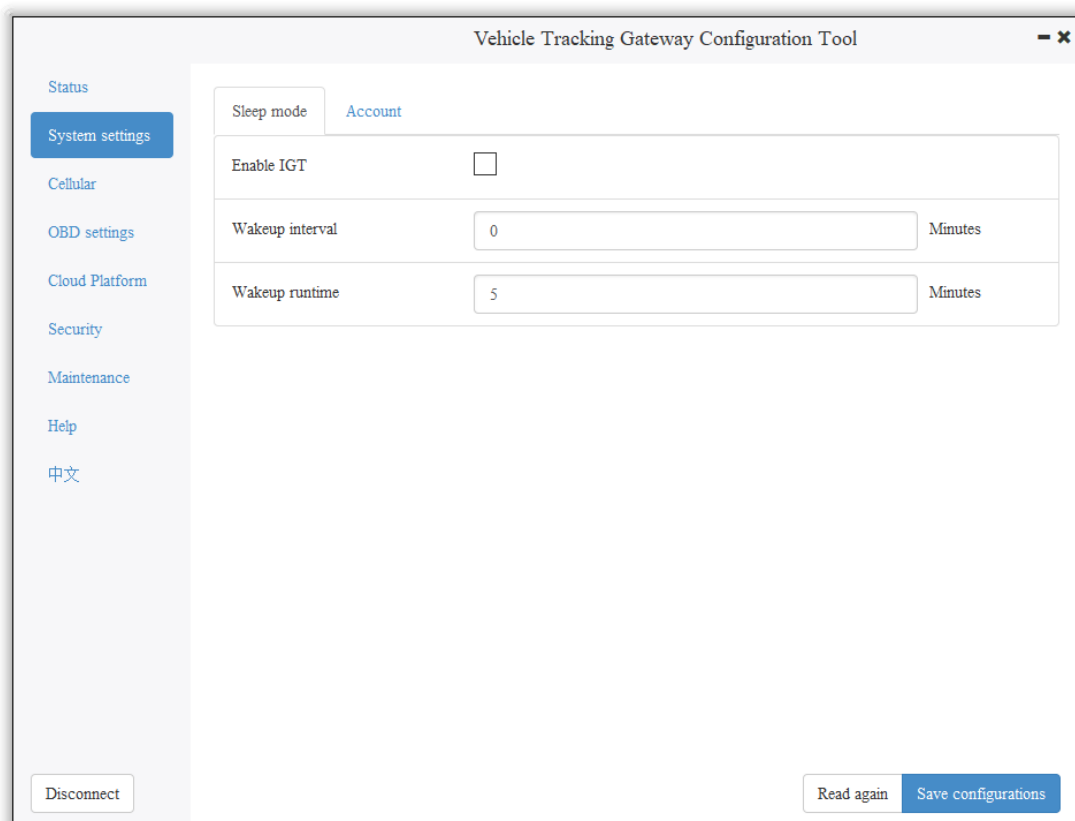 Vehicle Tracking Gateway Configuration Tool
Status
System settings
Cellular
OBD settings
Cloud Platform
Security
Maintenance
Help
中文
Sleep mode Account
Enable IGT
Wakeup interval 0 Minutes
Wakeup runtime 5 Minutes
Disconnect
Read again Save configurations